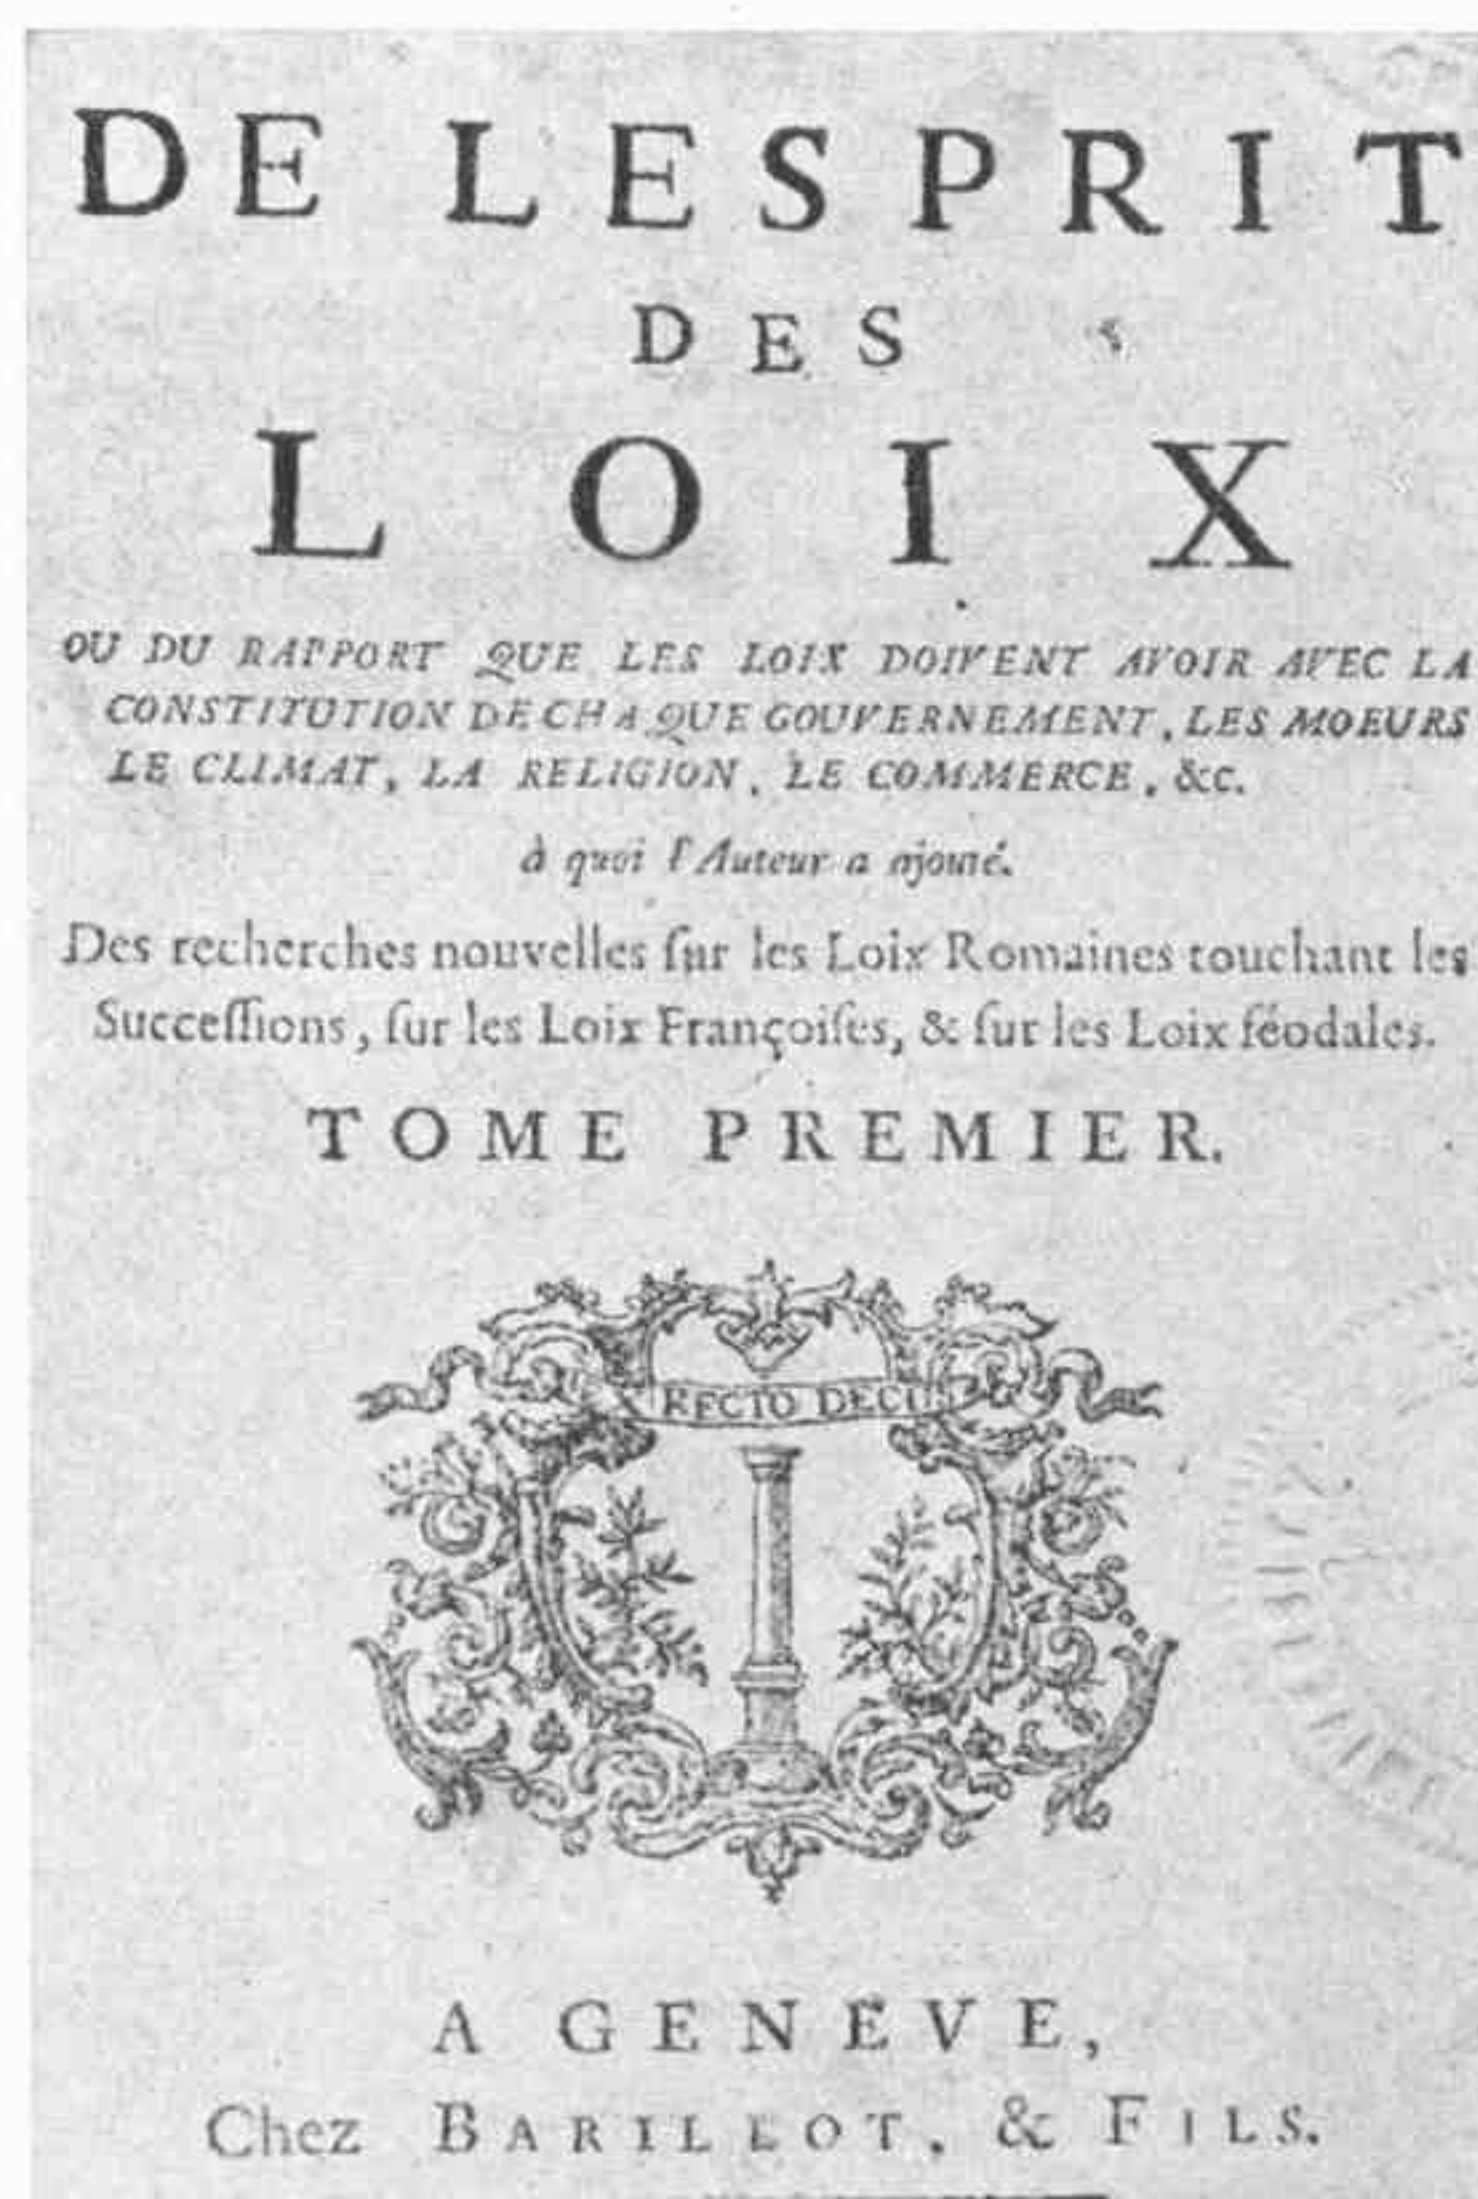 DE LESPRIT
DES
LOIX
OU DU RAPPORT QUE LES LOIX DOIVENT AVOIR AVEC LA
CONSTITUTION DE CHAQUE GOUVERNEMENT, LES MOEURS
LE CLIMAT, LA RELIGION, LE COMMERCE, &c.
à quoi l'Auteur a ajouté.
Des recherches nouvelles ſur les Loix Romaines touchant les
Succeſſions, ſur les Loix Françoiſes, & ſur les Loix féodales.
TOME PREMIER.
RECTO DECUS
A GENEVE,
Chez BARILLOT, & FILS.